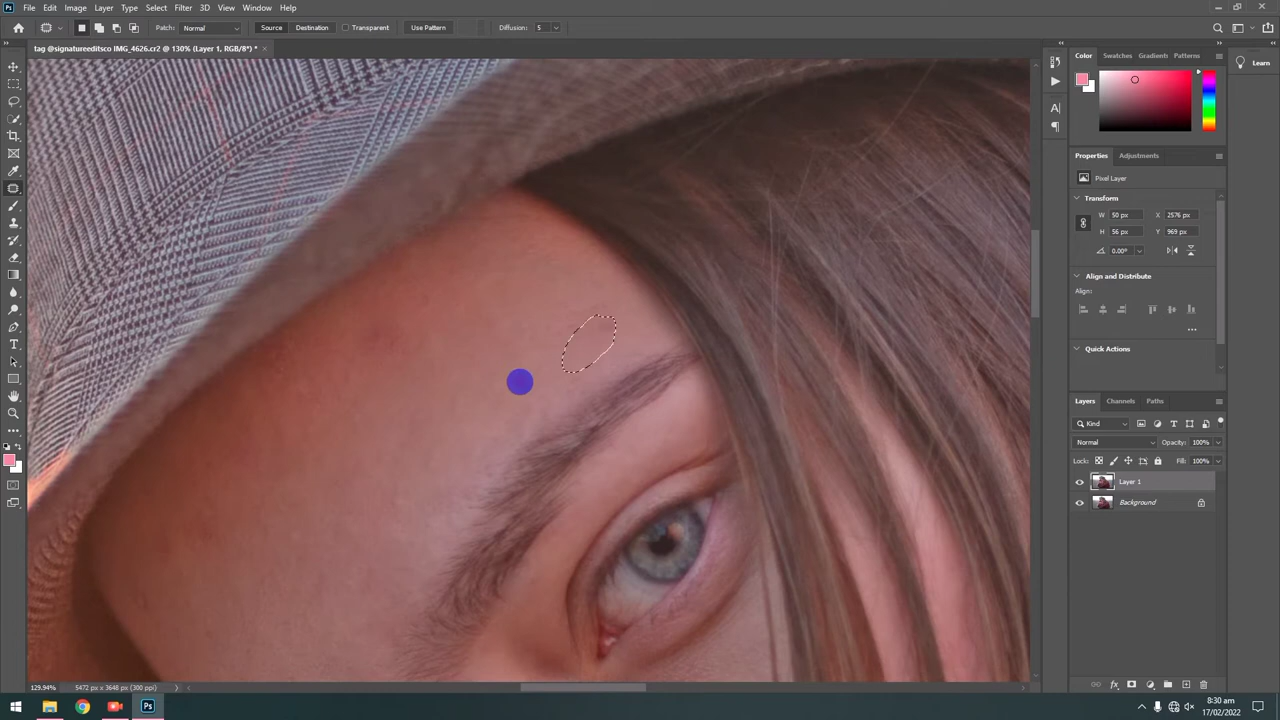 Ps File Edit Image Layer Type Select Filter 3D View Window Help
Patch: Normal Source Destination Transparent Use Pattern Diffusion: 5
tag @signatureeditsco IMG_4626.cr2 @ 130% (Layer 1, RGB/8*) *
Color Swatches Gradients Patterns
Learn
Properties Adjustments
Pixel Layer
Transform
W 50 px X 2576 px
H 56 px Y 969 px
0.00°
Align and Distribute
Align:
Quick Actions
Layers Channels Paths
Kind
Normal Opacity: 100%
Lock: Fill: 100%
Layer 1
Background
129.94% 5472 px x 3648 px (300 ppi)
Ps
8:30 am
17/02/2022